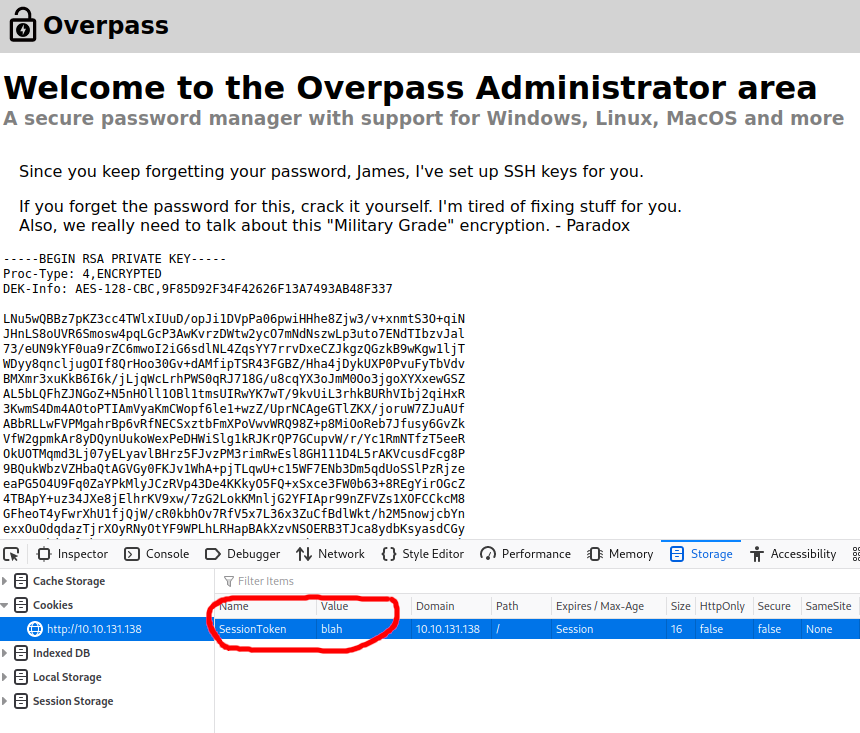 Overpass
Welcome to the Overpass Administrator area
A secure password manager with support for Windows, Linux, MacOS and more
Since you keep forgetting your password, James, I've set up SSH keys for you.
If you forget the password for this, crack it yourself. I'm tired of fixing stuff for you.
Also, we really need to talk about this "Military Grade" encryption. - Paradox
-----BEGIN RSA PRIVATE KEY-----
Proc-Type: 4,ENCRYPTED
DEK-Info: AES-128-CBC,9F85D92F34F42626F13A7493AB48F337
LNu5wQBBz7pKZ3cc4TWlxIUuD/opJi1DVpPa06pwiHHhe8Zjw3/v+xnmtS3O+qiN
JHnLS8oUVR6Smosw4pqLGcP3AwKvrzDWtw2ycO7mNdNszwLp3uto7ENdTIbzvJal
73/eUN9kYF0ua9rZC6mwoI2iG6sdlNL4ZqsYY7rrvDxeCZJkgzQGzkB9wKgw1ljT
WDyy8qncljugOIf8QrHoo30Gv+dAMfipTSR43FGBZ/Hha4jDykUXP0PvuFyTbVdv
BMXmr3xuKkB6I6k/jLjqWcLrhPWS0qRJ718G/u8cqYX3oJmM0Oo3jgoXYXxewGSZ
AL5bLQFhZJNGoZ+N5nHOll1OBl1tmsUIRwYK7wT/9kvUiL3rhkBURhVIbj2qiHxR
3KwmS4Dm4AOtoPTIAmVyaKmCWopf6le1+wzZ/UprNCAgeGTlZKX/joruW7ZJuAUf
ABbRLLwFVPMgahrBp6vRfNECSxztbFmXPoVwvWRQ98Z+p8MiOoReb7Jfusy6GvZk
VfW2gpmkAr8yDQynUukoWexPeDHWiSlg1kRJKrQP7GCupvW/r/Yc1RmNTfzT5eeR
OkUOTMqmd3Lj07yELyavlBHrz5FJvzPM3rimRwEsl8GH111D4L5rAKVcusdFcg8P
9BQukWbzVZHbaQtAGVGy0FKJv1WhA+pjTLqwU+c15WF7ENb3Dm5qdUoSSlPzRjze
eaPG5O4U9Fq0ZaYPkMlyJCzRVp43De4KKkyO5FQ+xSxce3FW0b63+8REgYirOGcZ
4TBApY+uz34JXe8jElhrKV9xw/7zG2LokKMnljG2YFIApr99nZFVZs1XOFCCkcM8
GFheoT4yFwrXhU1fjQjW/cR0kbhOv7RfV5x7L36x3ZuCfBdlWkt/h2M5nowjcbYn
exxOuOdqdazTjrXOyRNyOtYF9WPLhLRHapBAkXzvNSOERB3TJca8ydbKsyasdCGy
Inspector
Console
Debugger
Network
Style Editor
Performance
Memory
Storage
Accessibility
Cache Storage
Filter Items
Cookies
Name Value Domain Path Expires / Max-Age Size HttpOnly Secure SameSite
http://10.10.131.138
SessionToken blah 10.10.131.138 / Session 16 false false None
Indexed DB
Local Storage
Session Storage